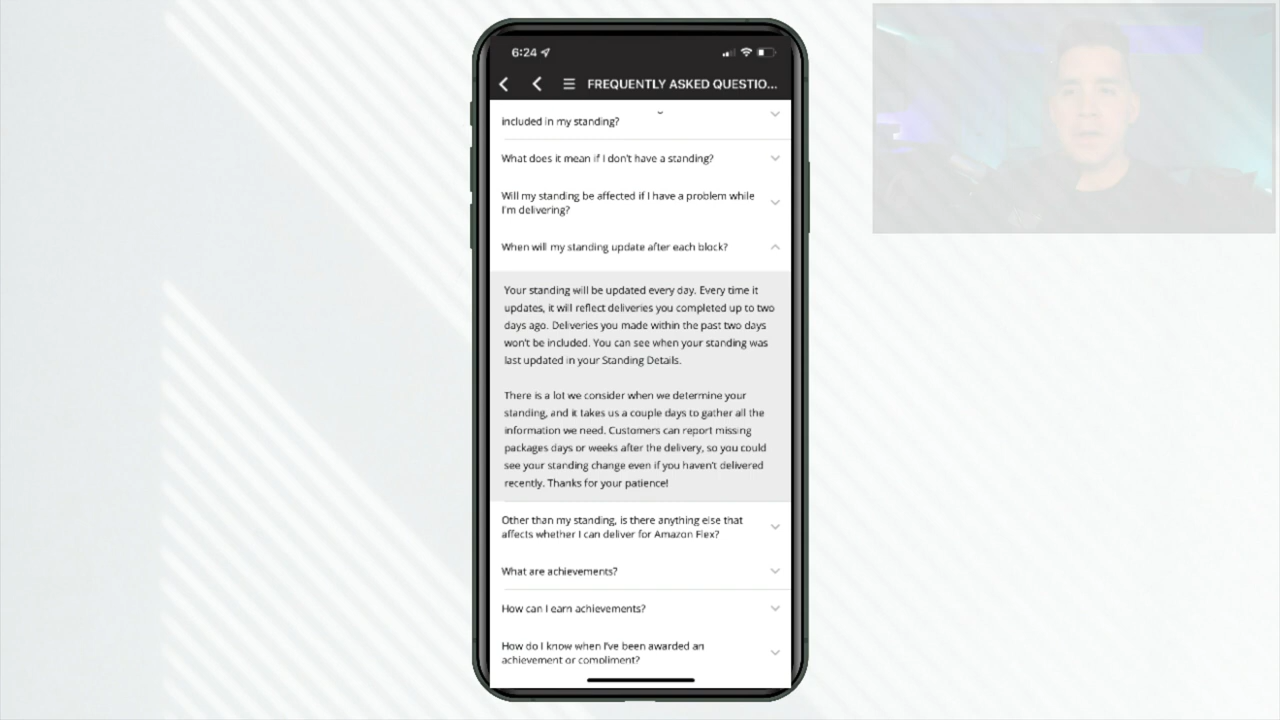 6:24
FREQUENTLY ASKED QUESTIO...
included in my standing?
What does it mean if I don't have a standing?
Will my standing be affected if I have a problem while
I'm delivering?
When will my standing update after each block?
Your standing will be updated every day. Every time it
updates, it will reflect deliveries you completed up to two
days ago. Deliveries you made within the past two days
won't be included. You can see when your standing was
last updated in your Standing Details.
There is a lot we consider when we determine your
standing, and it takes us a couple days to gather all the
information we need. Customers can report missing
packages days or weeks after the delivery, so you could
see your standing change even if you haven't delivered
recently. Thanks for your patience!
Other than my standing, is there anything else that
affects whether I can deliver for Amazon Flex?
What are achievements?
How can I earn achievements?
How do I know when I've been awarded an
achievement or compliment?